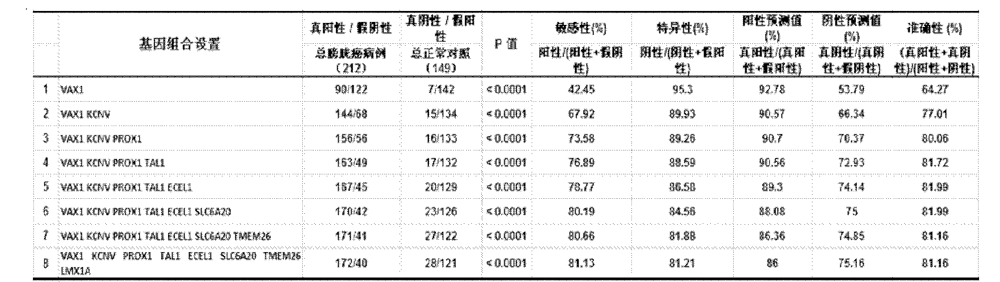 基因组合设置
真阳性 / 假阴性
真阴性 / 假阳
性
P 值
敏感性(%)
特异性(%)
阳性预测值
(%)
阴性预测值
(%)
准确性 (%)
总膀胱癌病例
（212）
总正常对照
（149）
阳性/(阳性+假阴
性)
阴性/(阴性+假阳
性)
真阳性/(真阳
性+假阳性)
真阴性/(真阴
性+假阴性)
(真阳性+真阴
性)/(阳性+阴性)
1 VAX1 90/122 7/142 < 0.0001 42.45 95.3 92.78 53.79 64.27
2 VAX1 KCNV 144/68 15/134 < 0.0001 67.92 89.93 90.57 66.34 77.01
3 VAX1 KCNV PROX1 156/56 16/133 < 0.0001 73.58 89.26 90.7 70.37 80.06
4 VAX1 KCNV PROX1 TAL1 163/49 17/132 < 0.0001 76.89 88.59 90.56 72.93 81.72
5 VAX1 KCNV PROX1 TAL1 ECEL1 167/45 20/129 < 0.0001 78.77 86.58 89.3 74.14 81.99
6 VAX1 KCNV PROX1 TAL1 ECEL1 SLC6A20 170/42 23/126 < 0.0001 80.19 84.56 88.08 75 81.99
7 VAX1 KCNV PROX1 TAL1 ECEL1 SLC6A20 TMEM26 171/41 27/122 < 0.0001 80.66 81.88 86.36 74.85 81.16
8 VAX1 KCNV PROX1 TAL1 ECEL1 SLC6A20 TMEM26
LMX1A 172/40 28/121 < 0.0001 81.13 81.21 86 75.16 81.16